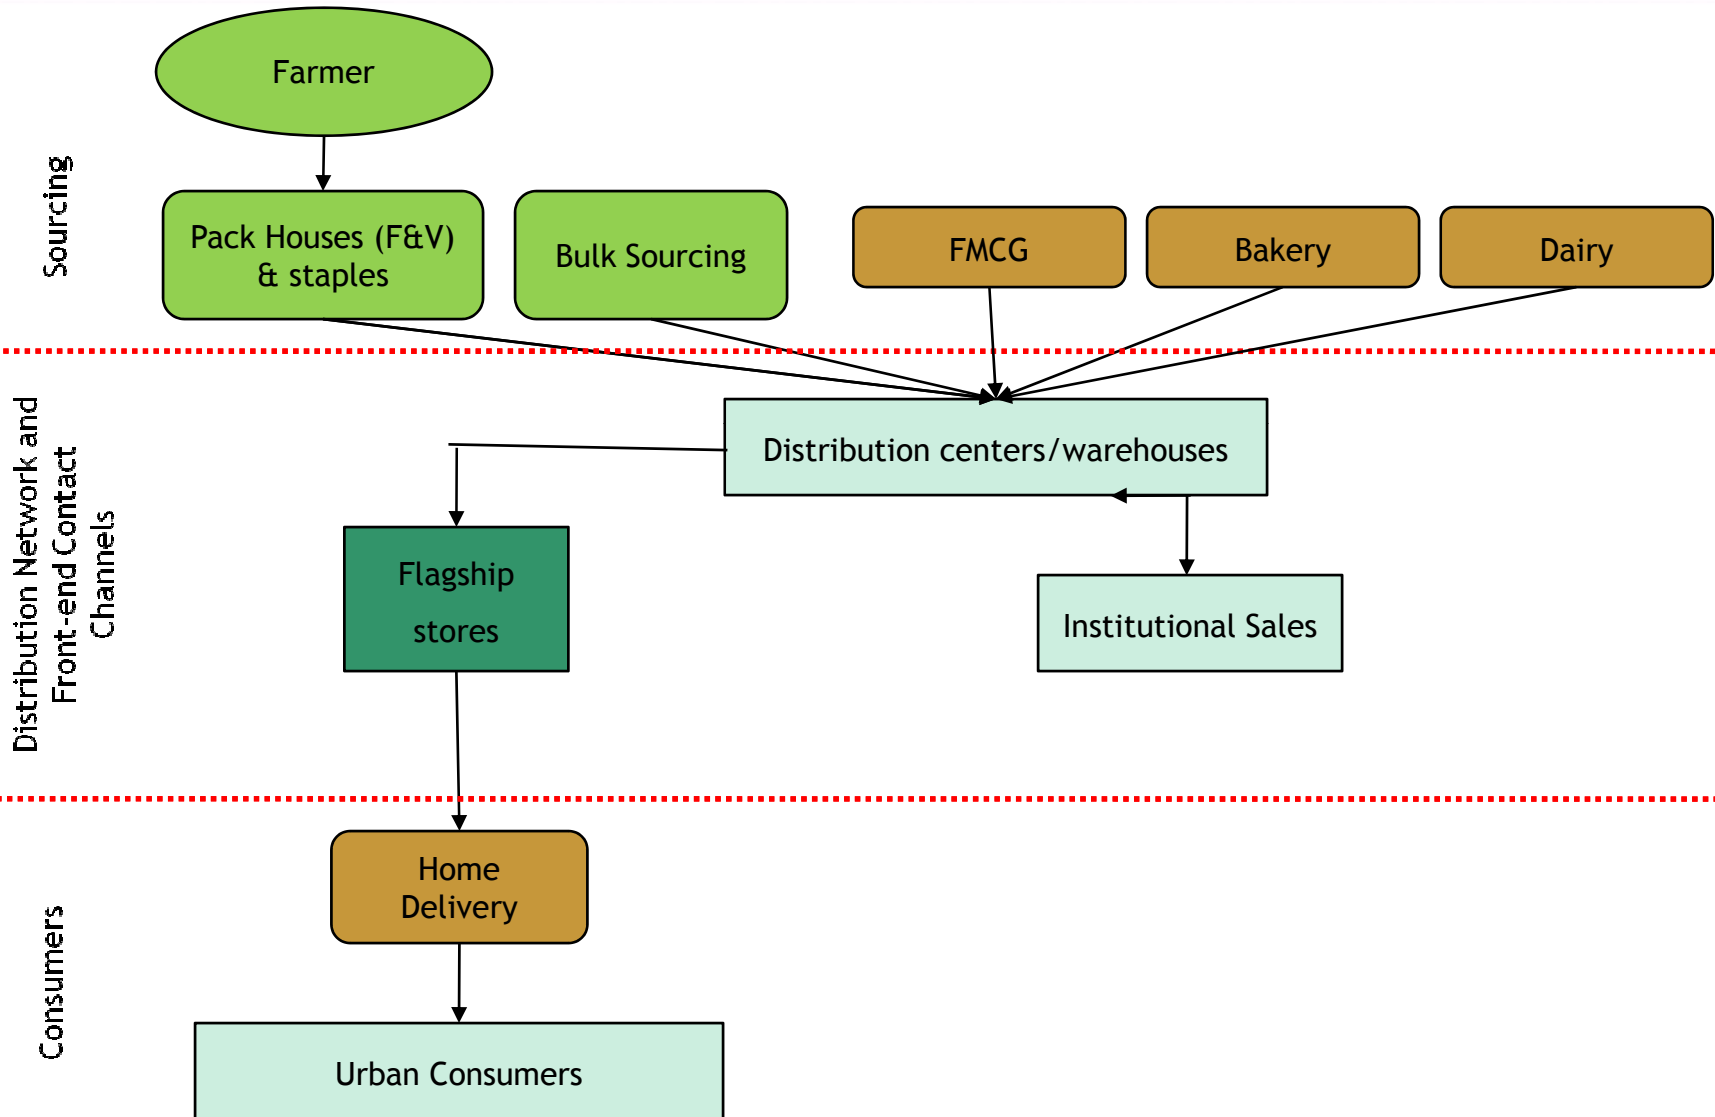 Farmer
Sourcing
Pack Houses (F&V)
& staples
Bulk Sourcing
FMCG
Bakery
Dairy
Distribution Network and
Front-end Contact
Channels
Distribution centers/warehouses
Flagship
stores
Institutional Sales
Consumers
Home
Delivery
Urban Consumers